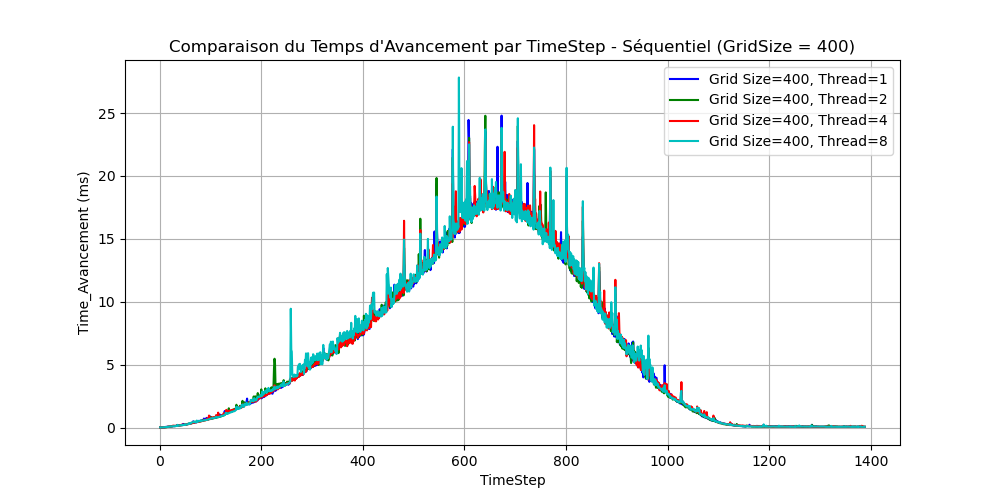 Comparaison du Temps d'Avancement par TimeStep - Séquentiel (GridSize = 400)
Grid Size=400, Thread=1
Grid Size=400, Thread=2
Grid Size=400, Thread=4
Grid Size=400, Thread=8
Time_Avancement (ms)
25
20
15
10
5
0
0 200 400 600 800 1000 1200 1400
TimeStep